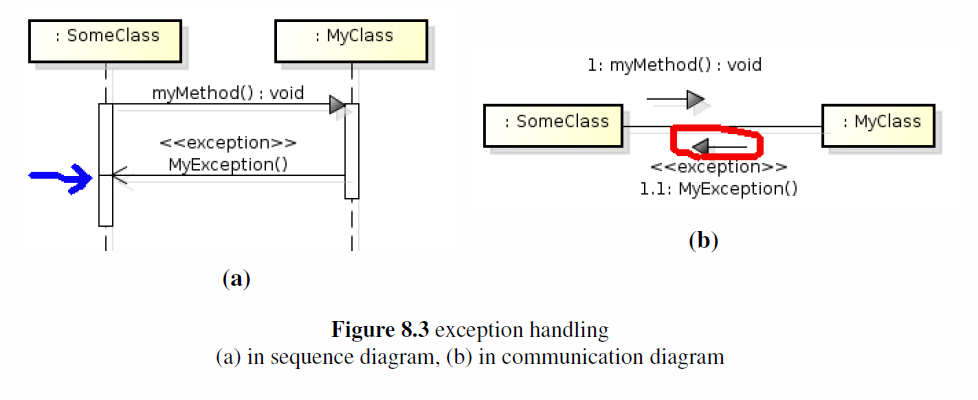 : SomeClass
: MyClass
myMethod() : void
<<exception>>
MyException()
(a)
1: myMethod() : void
: SomeClass
: MyClass
<<exception>>
1.1: MyException()
(b)
Figure 8.3 exception handling
(a) in sequence diagram, (b) in communication diagram